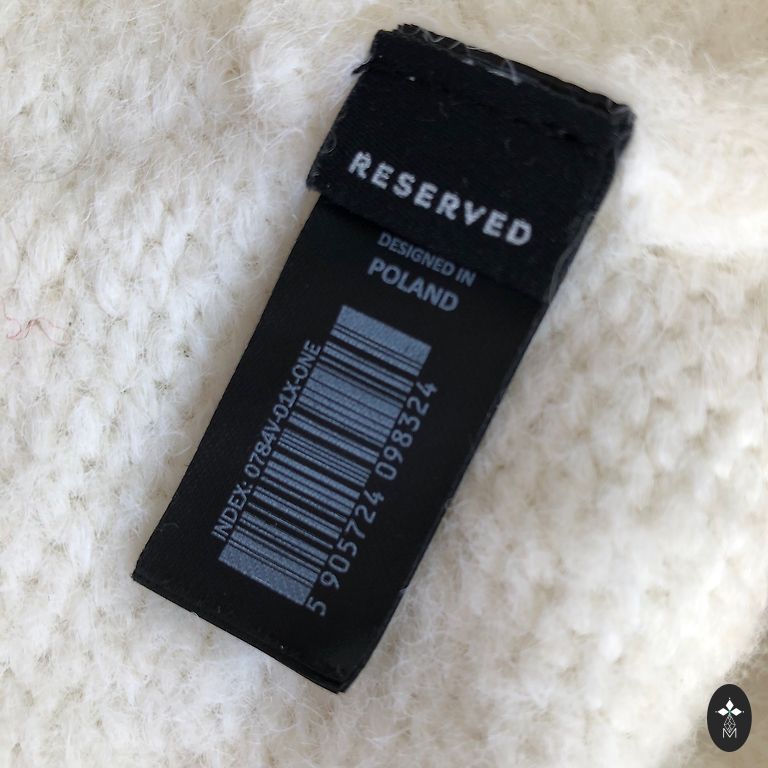 RESERVED
DESIGNED IN
POLAND
INDEX: 0784V-01X-ONE
5 905724 098324
M